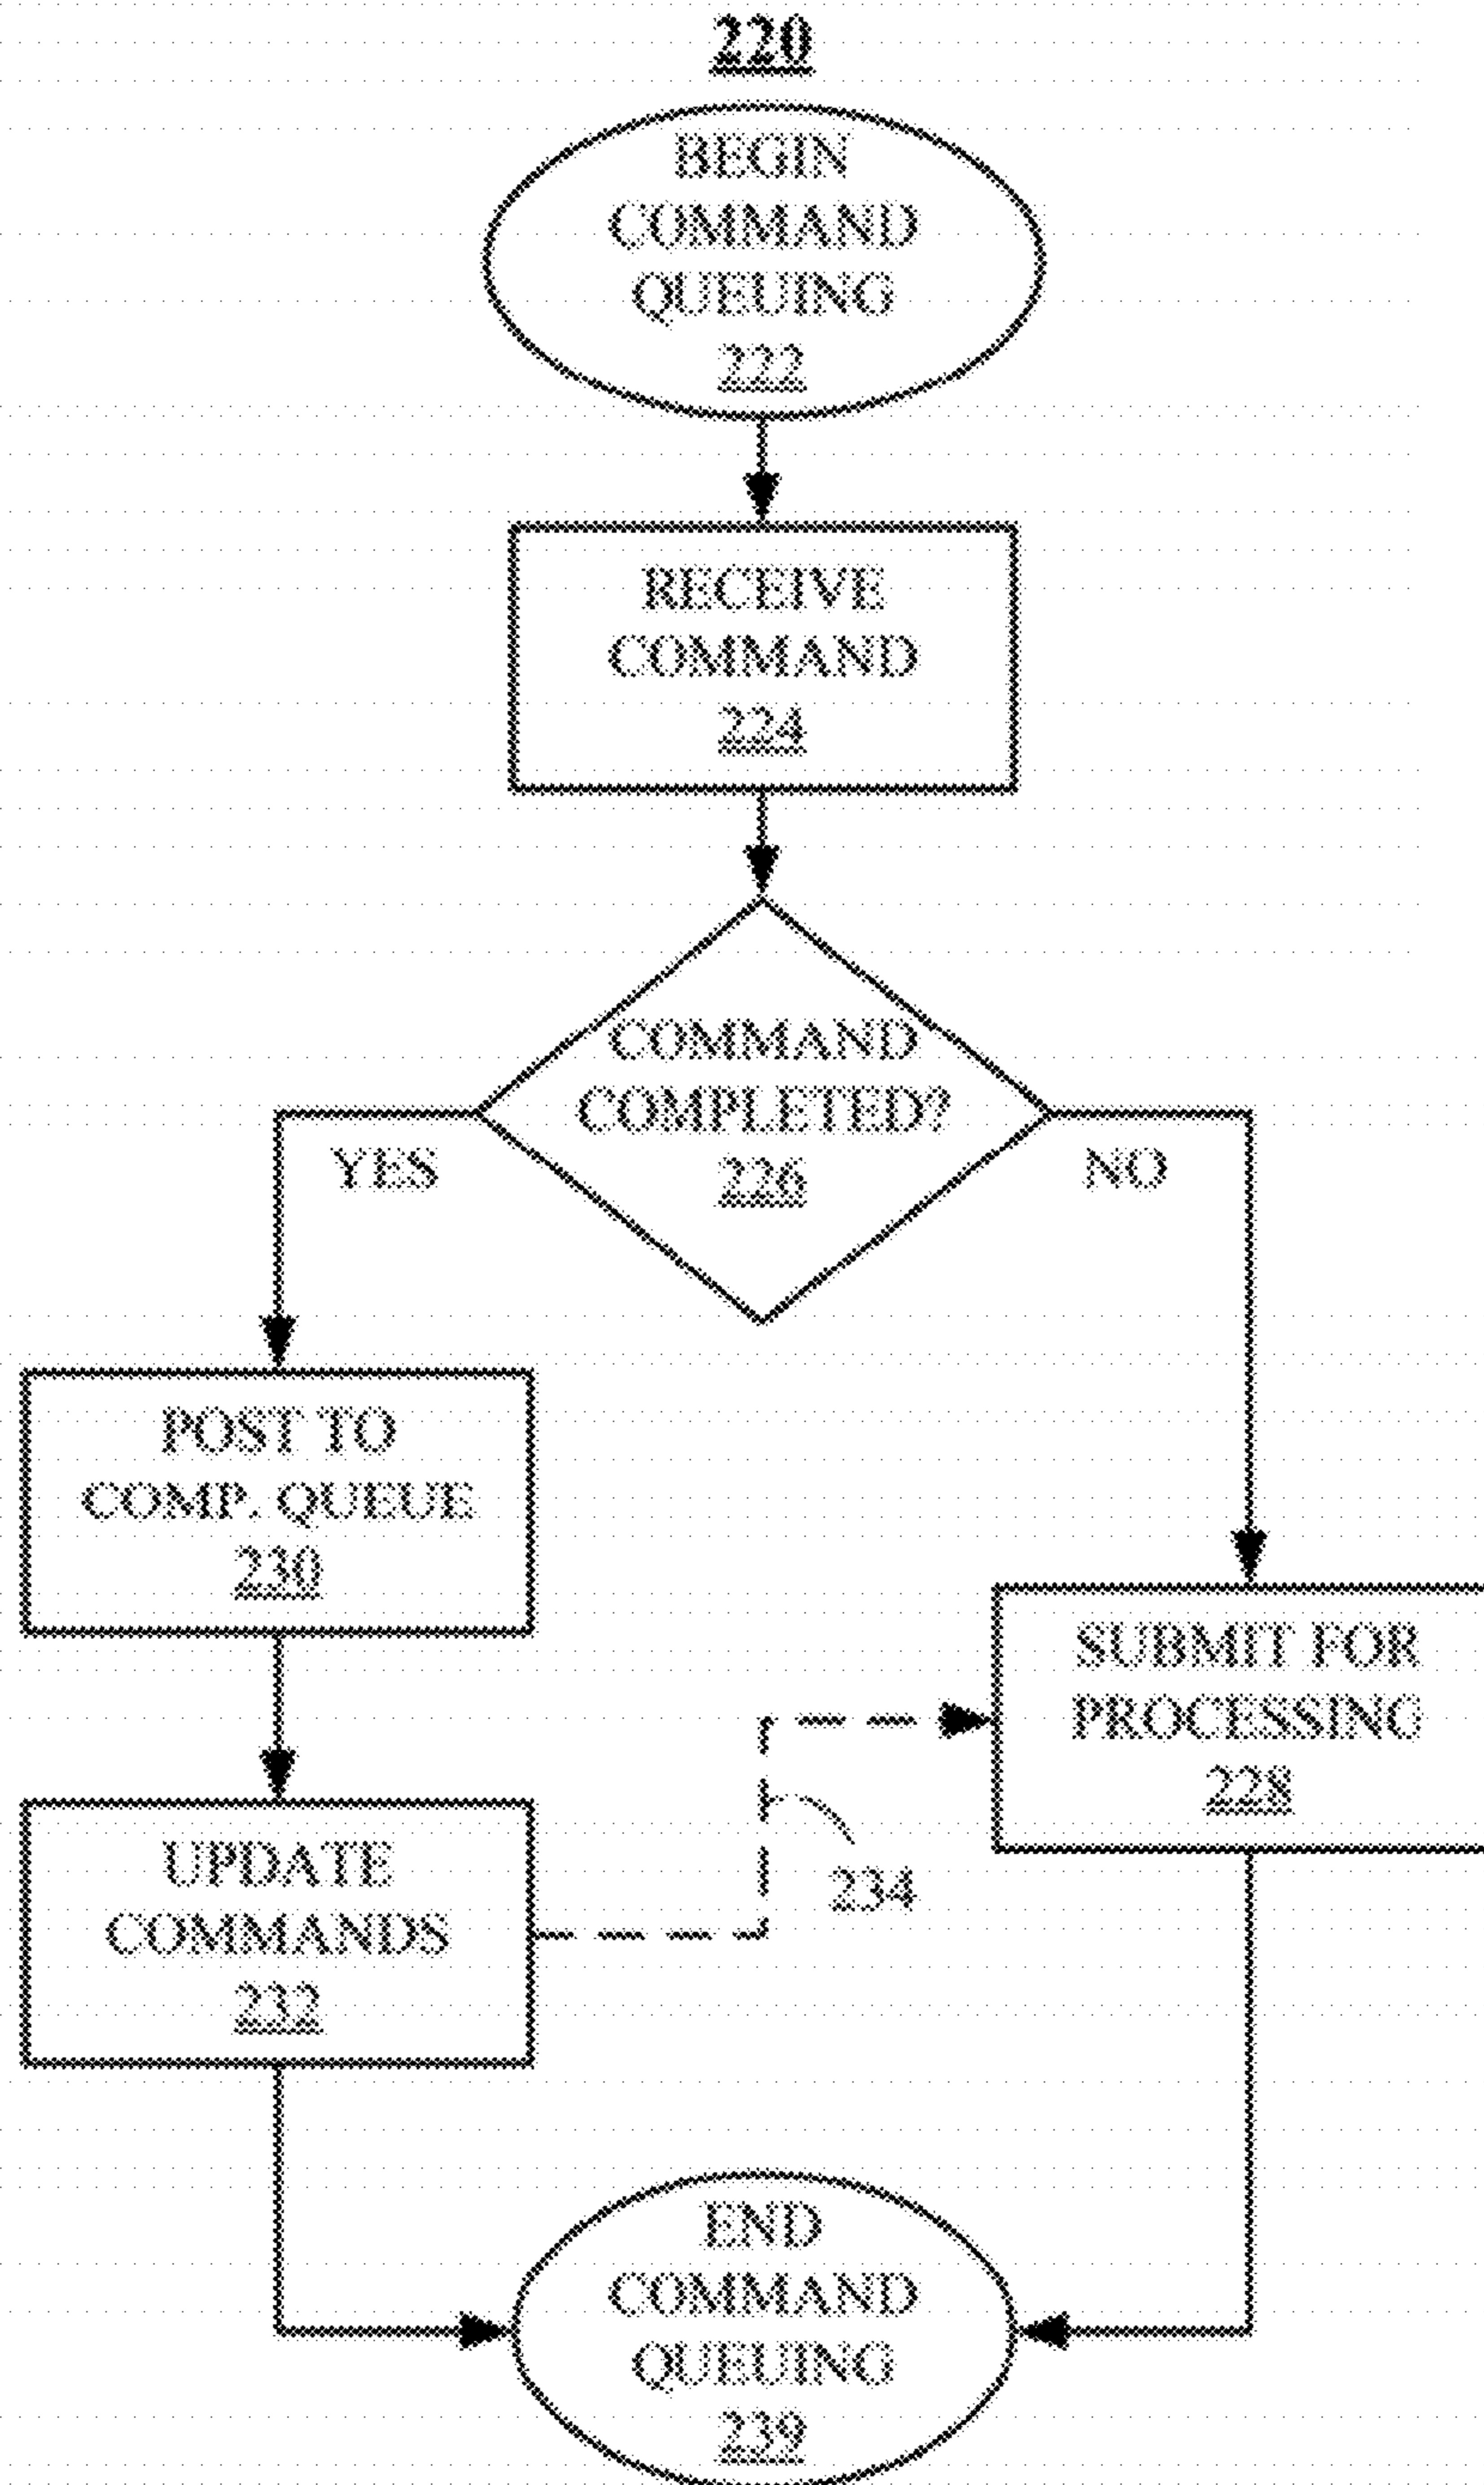 220
BEGIN
COMMAND
QUEUING
222
RECEIVE
COMMAND
224
COMMAND
COMPLETED?
226
YES
NO
POST TO
COMP. QUEUE
230
SUBMIT FOR
PROCESSING
228
UPDATE
COMMANDS
232
234
END
COMMAND
QUEUING
239